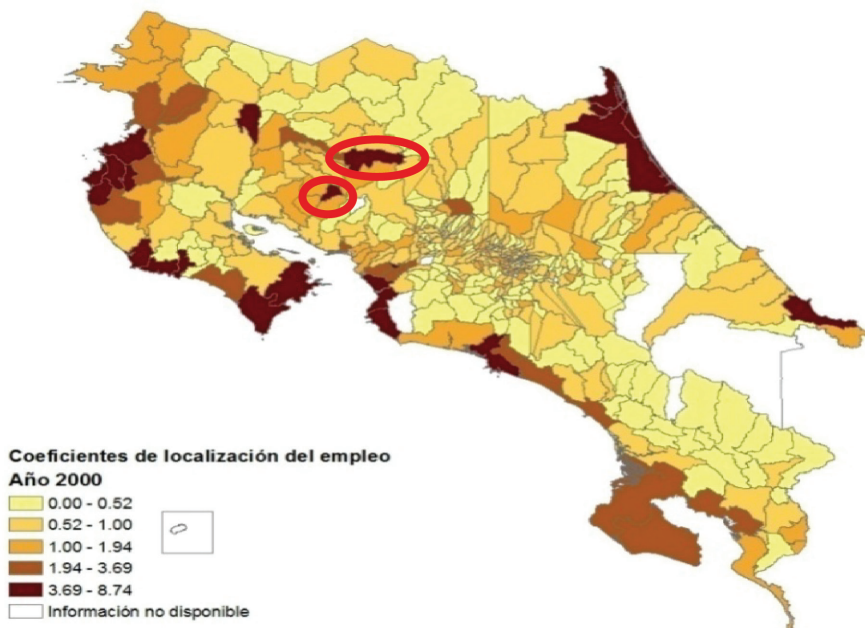 Coeficientes de localización del empleo
Año 2000
0.00 - 0.52
0.52 - 1.00
1.00 - 1.94
1.94 - 3.69
3.69 - 8.74
Información no disponible